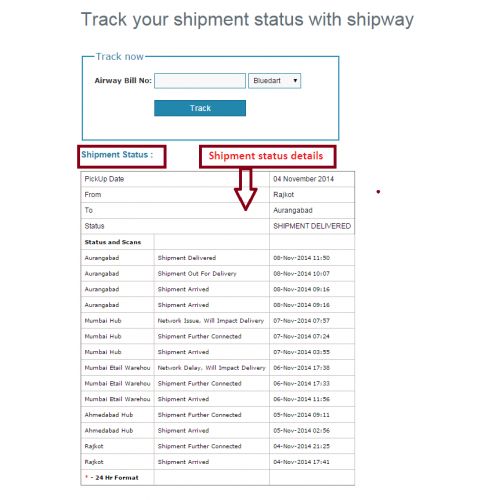 Track your shipment status with shipway
Track now
Airway Bill No: Bluedart
Track
Shipment Status :
Shipment status details
PickUp Date 04 November 2014
From Rajkot
To Aurangabad
Status SHIPMENT DELIVERED
Status and Scans
Aurangabad Shipment Delivered 08-Nov-2014 11:50
Aurangabad Shipment Out For Delivery 08-Nov-2014 10:07
Aurangabad Shipment Arrived 08-Nov-2014 09:16
Aurangabad Shipment Arrived 08-Nov-2014 09:16
Mumbai Hub Network Issue, Will Impact Delivery 07-Nov-2014 07:57
Mumbai Hub Shipment Further Connected 07-Nov-2014 07:24
Mumbai Hub Shipment Arrived 07-Nov-2014 03:55
Mumbai Etail Warehou Network Delay, Will Impact Delivery 06-Nov-2014 17:38
Mumbai Etail Warehou Shipment Further Connected 06-Nov-2014 17:33
Mumbai Etail Warehou Shipment Arrived 06-Nov-2014 11:56
Ahmedabad Hub Shipment Further Connected 05-Nov-2014 09:11
Ahmedabad Hub Shipment Arrived 05-Nov-2014 02:56
Rajkot Shipment Further Connected 04-Nov-2014 21:25
Rajkot Shipment Arrived 04-Nov-2014 17:41
* - 24 Hr Format